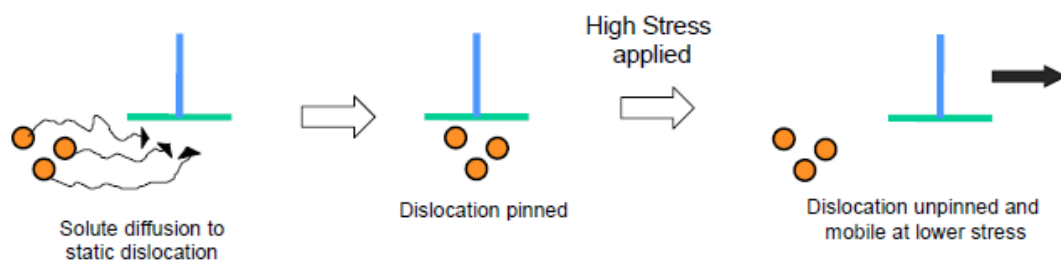 High Stress
applied
Solute diffusion to
static dislocation
Dislocation pinned
Dislocation unpinned and
mobile at lower stress